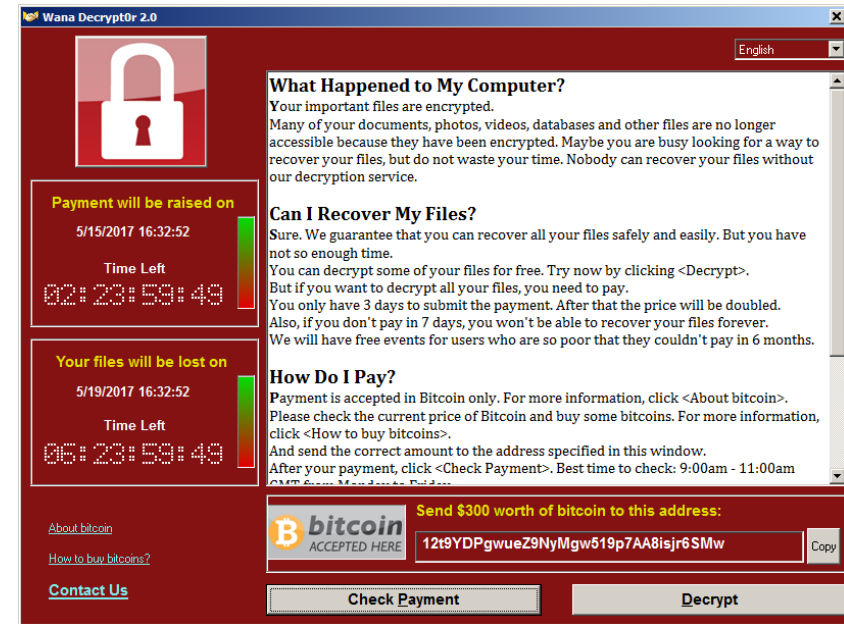 Wana Decrypt0r 2.0
English
Payment will be raised on
5/15/2017 16:32:52
Time Left
02:23:59:49
Your files will be lost on
5/19/2017 16:32:52
Time Left
06:23:59:49
About bitcoin
How to buy bitcoins?
Contact Us
What Happened to My Computer?
Your important files are encrypted.
Many of your documents, photos, videos, databases and other files are no longer
accessible because they have been encrypted. Maybe you are busy looking for a way to
recover your files, but do not waste your time. Nobody can recover your files without
our decryption service.
Can I Recover My Files?
Sure. We guarantee that you can recover all your files safely and easily. But you have
not so enough time.
You can decrypt some of your files for free. Try now by clicking <Decrypt>.
But if you want to decrypt all your files, you need to pay.
You only have 3 days to submit the payment. After that the price will be doubled.
Also, if you don't pay in 7 days, you won't be able to recover your files forever.
We will have free events for users who are so poor that they couldn't pay in 6 months.
How Do I Pay?
Payment is accepted in Bitcoin only. For more information, click <About bitcoin>.
Please check the current price of Bitcoin and buy some bitcoins. For more information,
click <How to buy bitcoins>.
And send the correct amount to the address specified in this window.
After your payment, click <Check Payment>. Best time to check: 9:00am - 11:00am
GMT from Monday to Friday.
bitcoin
ACCEPTED HERE
Send $300 worth of bitcoin to this address:
12t9YDPgwueZ9NyMgw519p7AA8isjr6SMw
Copy
Check Payment
Decrypt